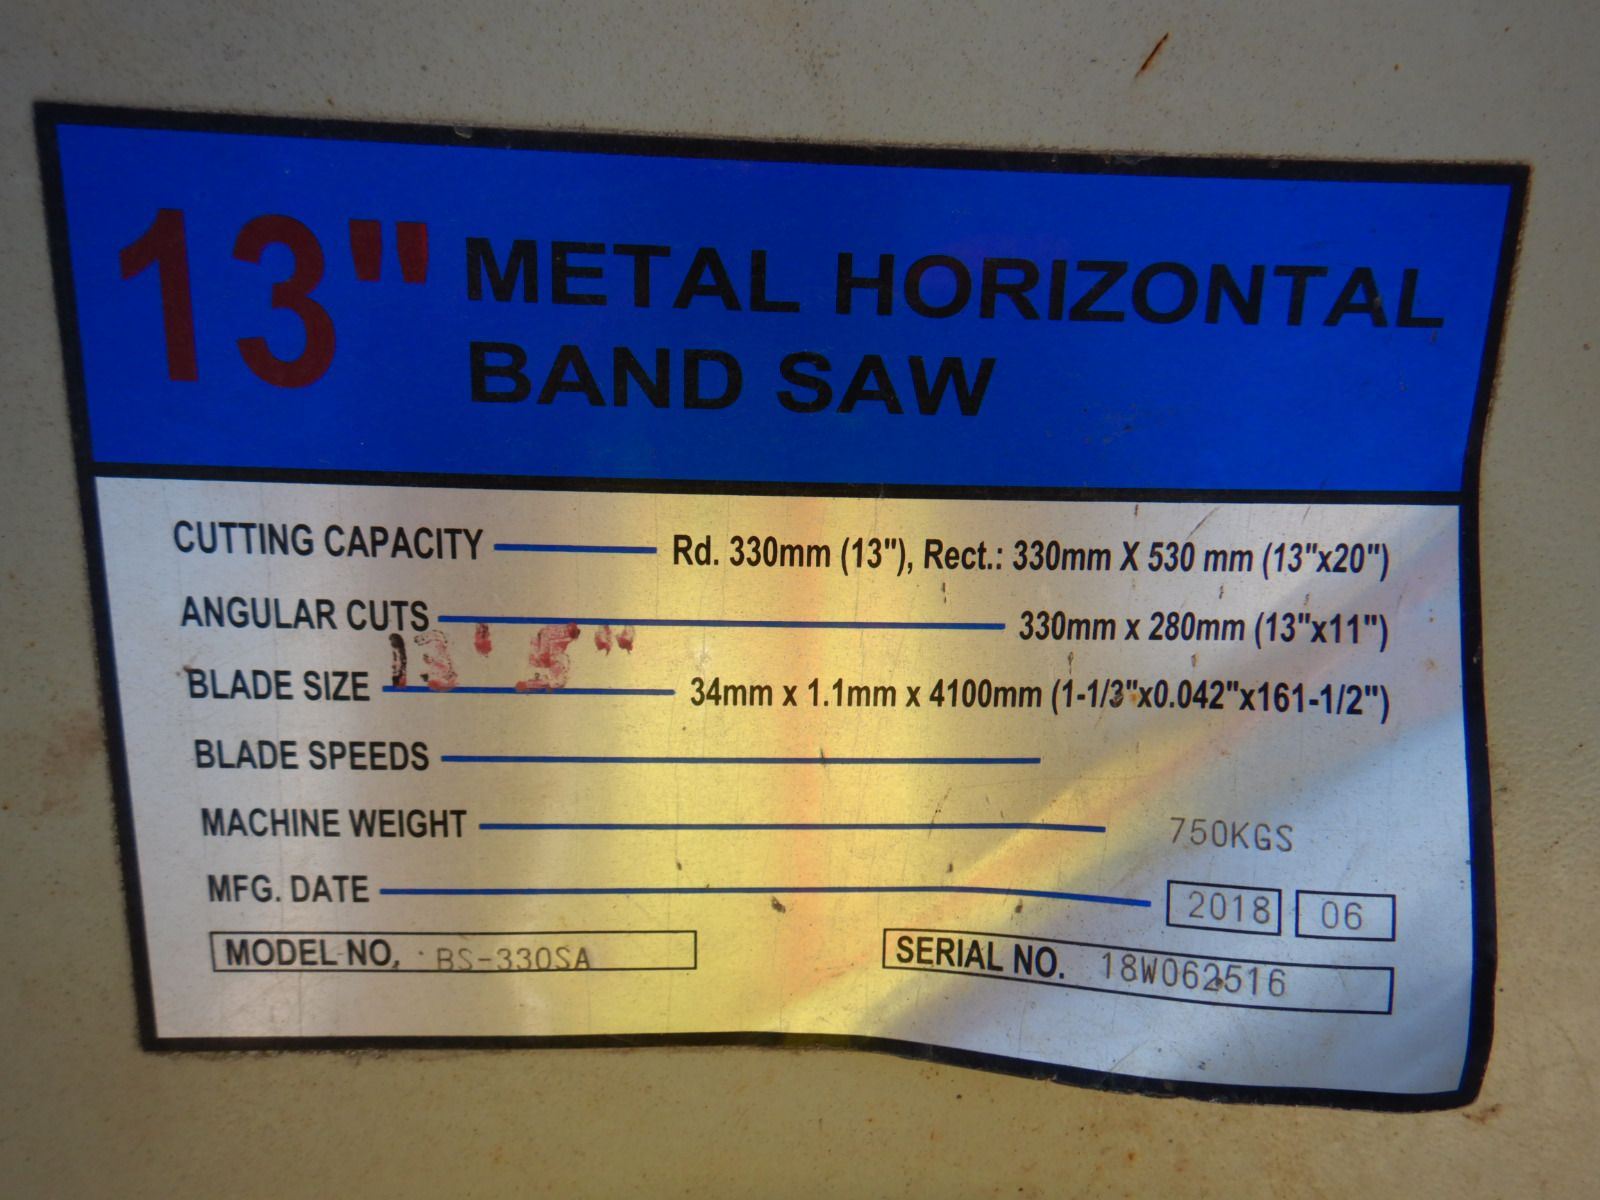 13" METAL HORIZONTAL
BAND SAW
CUTTING CAPACITY Rd. 330mm (13"), Rect.: 330mm X 530 mm (13"x20")
ANGULAR CUTS 330mm x 280mm (13"x11")
13' 5"
BLADE SIZE 34mm x 1.1mm x 4100mm (1-1/3"x0.042"x161-1/2")
BLADE SPEEDS
MACHINE WEIGHT 750KGS
MFG. DATE 2018 06
MODEL NO, BS-330SA SERIAL NO. 18W062516